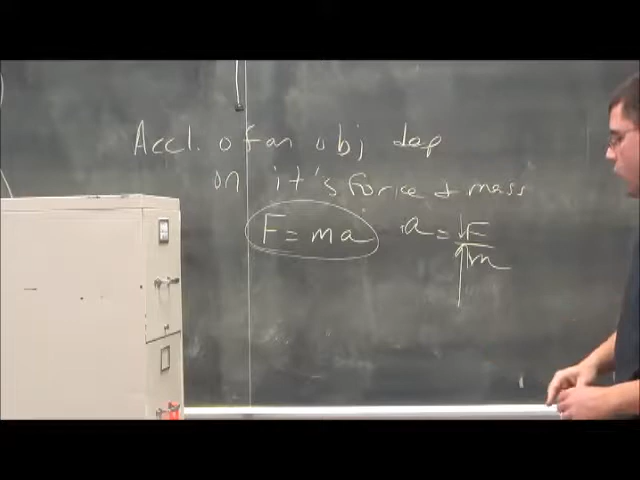 Accl. of an obj dep
on it's force + mass
F = ma a = F/m